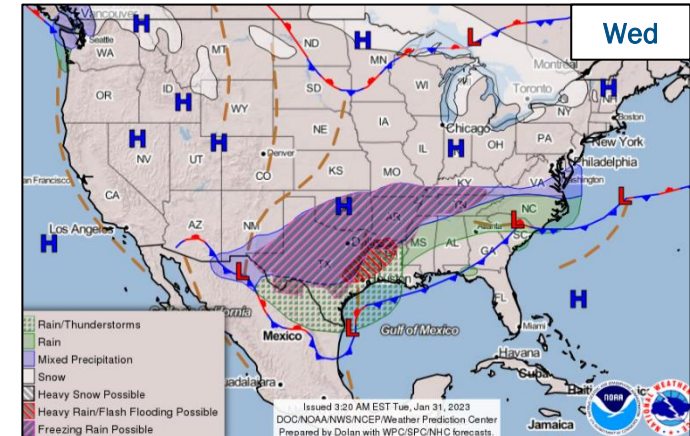 Wed
Vancouver
Seattle
WA
MT
ND
MN
Montreal
OR
ID
SD
WI
Toronto
WY
NY
Boston
IA
Chicago
NE
PA
New York
NV
UT
Denver
IL
OH
Philadelphia
CO
an Francisco
KS
MO
KY
VA
Washington
CA
TN
Los Angeles
AZ
NM
AR
NC
Atlanta
SC
TX
MS
AL
GA
FL
Mexico
Gulf of Mexico
Miami
Havana
Cuba
Jamaica
H
H
H
H
H
H
H
H
H
H
H
L
L
L
L
L
Rain/Thunderstorms
Rain
Mixed Precipitation
Snow
Heavy Snow Possible
Heavy Rain/Flash Flooding Possible
Freezing Rain Possible
Issued 3:20 AM EST Tue, Jan 31, 2023
DOC/NOAA/NWS/NCEP/Weather Prediction Center
Prepared by Dolan with WPC/SPC/NHC forecasts.
NOAA